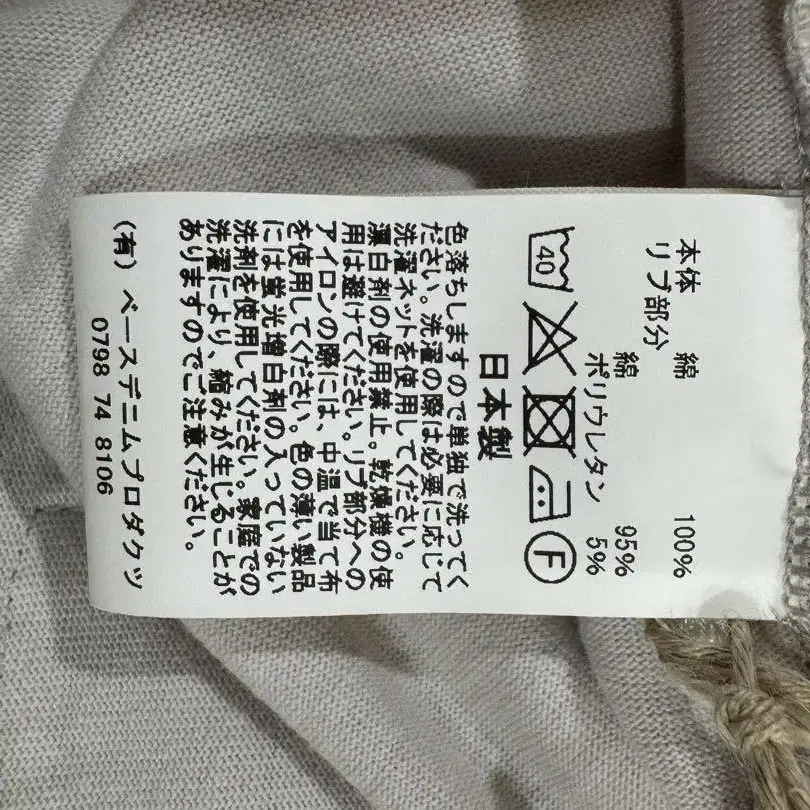 本体 綿 100%
リブ部分 綿 95%
ポリウレタン 5%
40
F
日本製
色落ちしますので単独で洗ってく
ださい。洗濯の際は必要に応じて
洗濯ネットを使用してください。
漂白剤の使用禁止。乾燥機の使
用は避けてください。リブ部分への
アイロンの際には、中温で当て布
を使用してください。色の薄い製品
には蛍光増白剤の入っていない
洗剤を使用してください。家庭での
洗濯により、縮みが生じることが
ありますのでご注意ください。
(有) ベースデニムプロダクツ
0798 74 8106